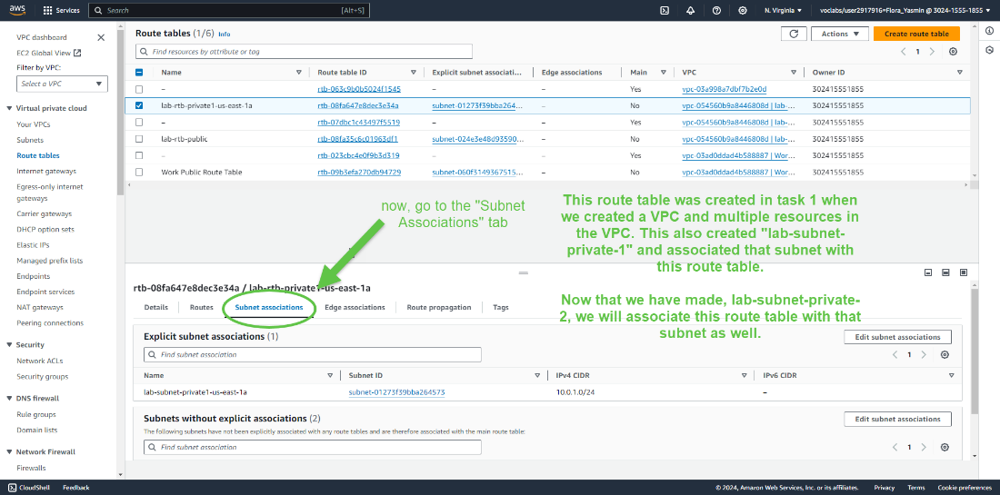 aws
Services
Search
[Alt+S]
N. Virginia
voclabs/user2917916=Flora_Yasmin @ 3024-1555-1855
VPC dashboard
EC2 Global View
Filter by VPC:
Select a VPC
Virtual private cloud
Your VPCs
Subnets
Route tables
Internet gateways
Egress-only internet
gateways
Carrier gateways
DHCP option sets
Elastic IPs
Managed prefix lists
Endpoints
Endpoint services
NAT gateways
Peering connections
Security
Network ACLs
Security groups
DNS firewall
Rule groups
Domain lists
Network Firewall
Firewalls
Route tables (1/6) Info
Actions
Create route table
Find resources by attribute or tag
1
Name Route table ID Explicit subnet associati... Edge associations Main VPC Owner ID
– rtb-063c9b0b5024f1545 – – Yes vpc-03a998a7dbf7b2e0d 302415551855
lab-rtb-private1-us-east-1a rtb-08fa647e8dec3e34a subnet-01273f39bba264... – No vpc-054560b9a8446808d | lab-... 302415551855
– rtb-07dbc1c43497f5519 – – Yes vpc-054560b9a8446808d | lab-... 302415551855
lab-rtb-public rtb-08fa35c6c01963df1 subnet-024e3e48d93590... – No vpc-054560b9a8446808d | lab-... 302415551855
– rtb-023cbc4e0f9b3d319 – – Yes vpc-03ad0ddad4b588887 | Wor... 302415551855
Work Public Route Table rtb-09b3efa270db94729 subnet-060f3149367515... – No vpc-03ad0ddad4b588887 | Wor... 302415551855
now, go to the "Subnet
Associations" tab
This route table was created in task 1 when
we created a VPC and multiple resources in
the VPC. This also created "lab-subnet-
private-1" and associated that subnet with
this route table.
Now that we have made, lab-subnet-private-
2, we will associate this route table with that
subnet as well.
rtb-08fa647e8dec3e34a / lab-rtb-private1-us-east-1a
Details Routes Subnet associations Edge associations Route propagation Tags
Explicit subnet associations (1)
Edit subnet associations
Find subnet association
1
Name Subnet ID IPv4 CIDR IPv6 CIDR
lab-subnet-private1-us-east-1a subnet-01273f39bba264573 10.0.1.0/24 –
Subnets without explicit associations (2)
Edit subnet associations
The following subnets have not been explicitly associated with any route tables and are therefore associated with the main route table:
Find subnet association
1
CloudShell Feedback
© 2024, Amazon Web Services, Inc. or its affiliates. Privacy Terms Cookie preferences